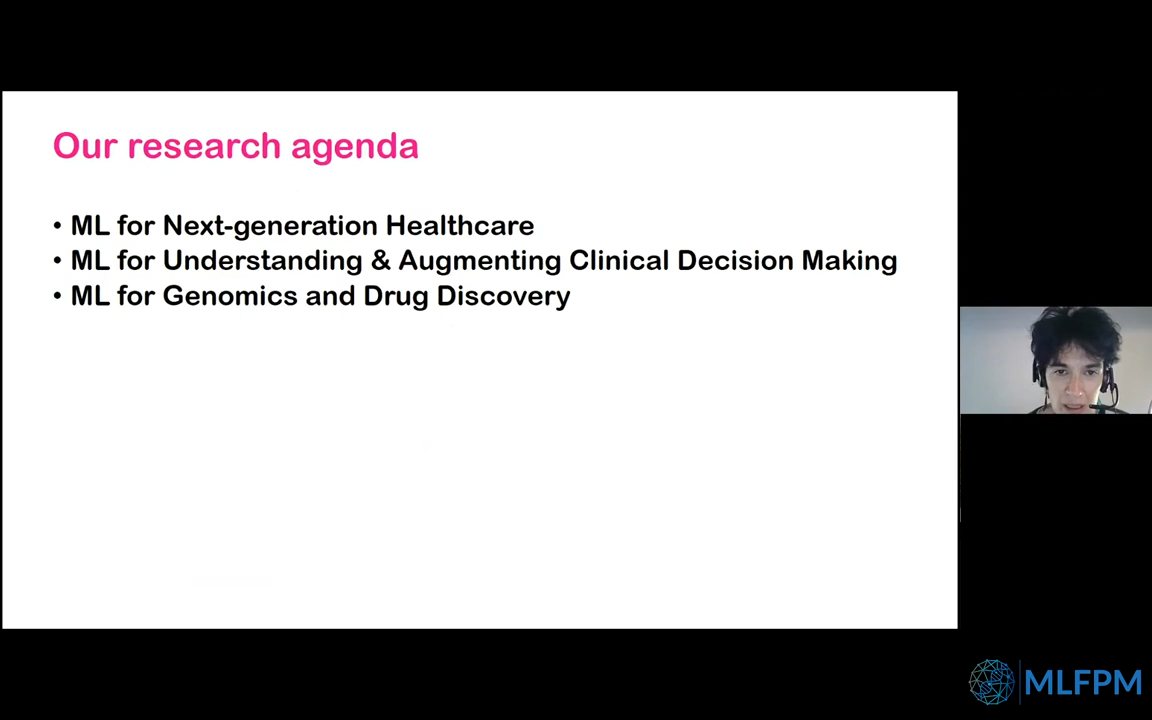 Our research agenda
• ML for Next-generation Healthcare
• ML for Understanding & Augmenting Clinical Decision Making
• ML for Genomics and Drug Discovery
MLFPM